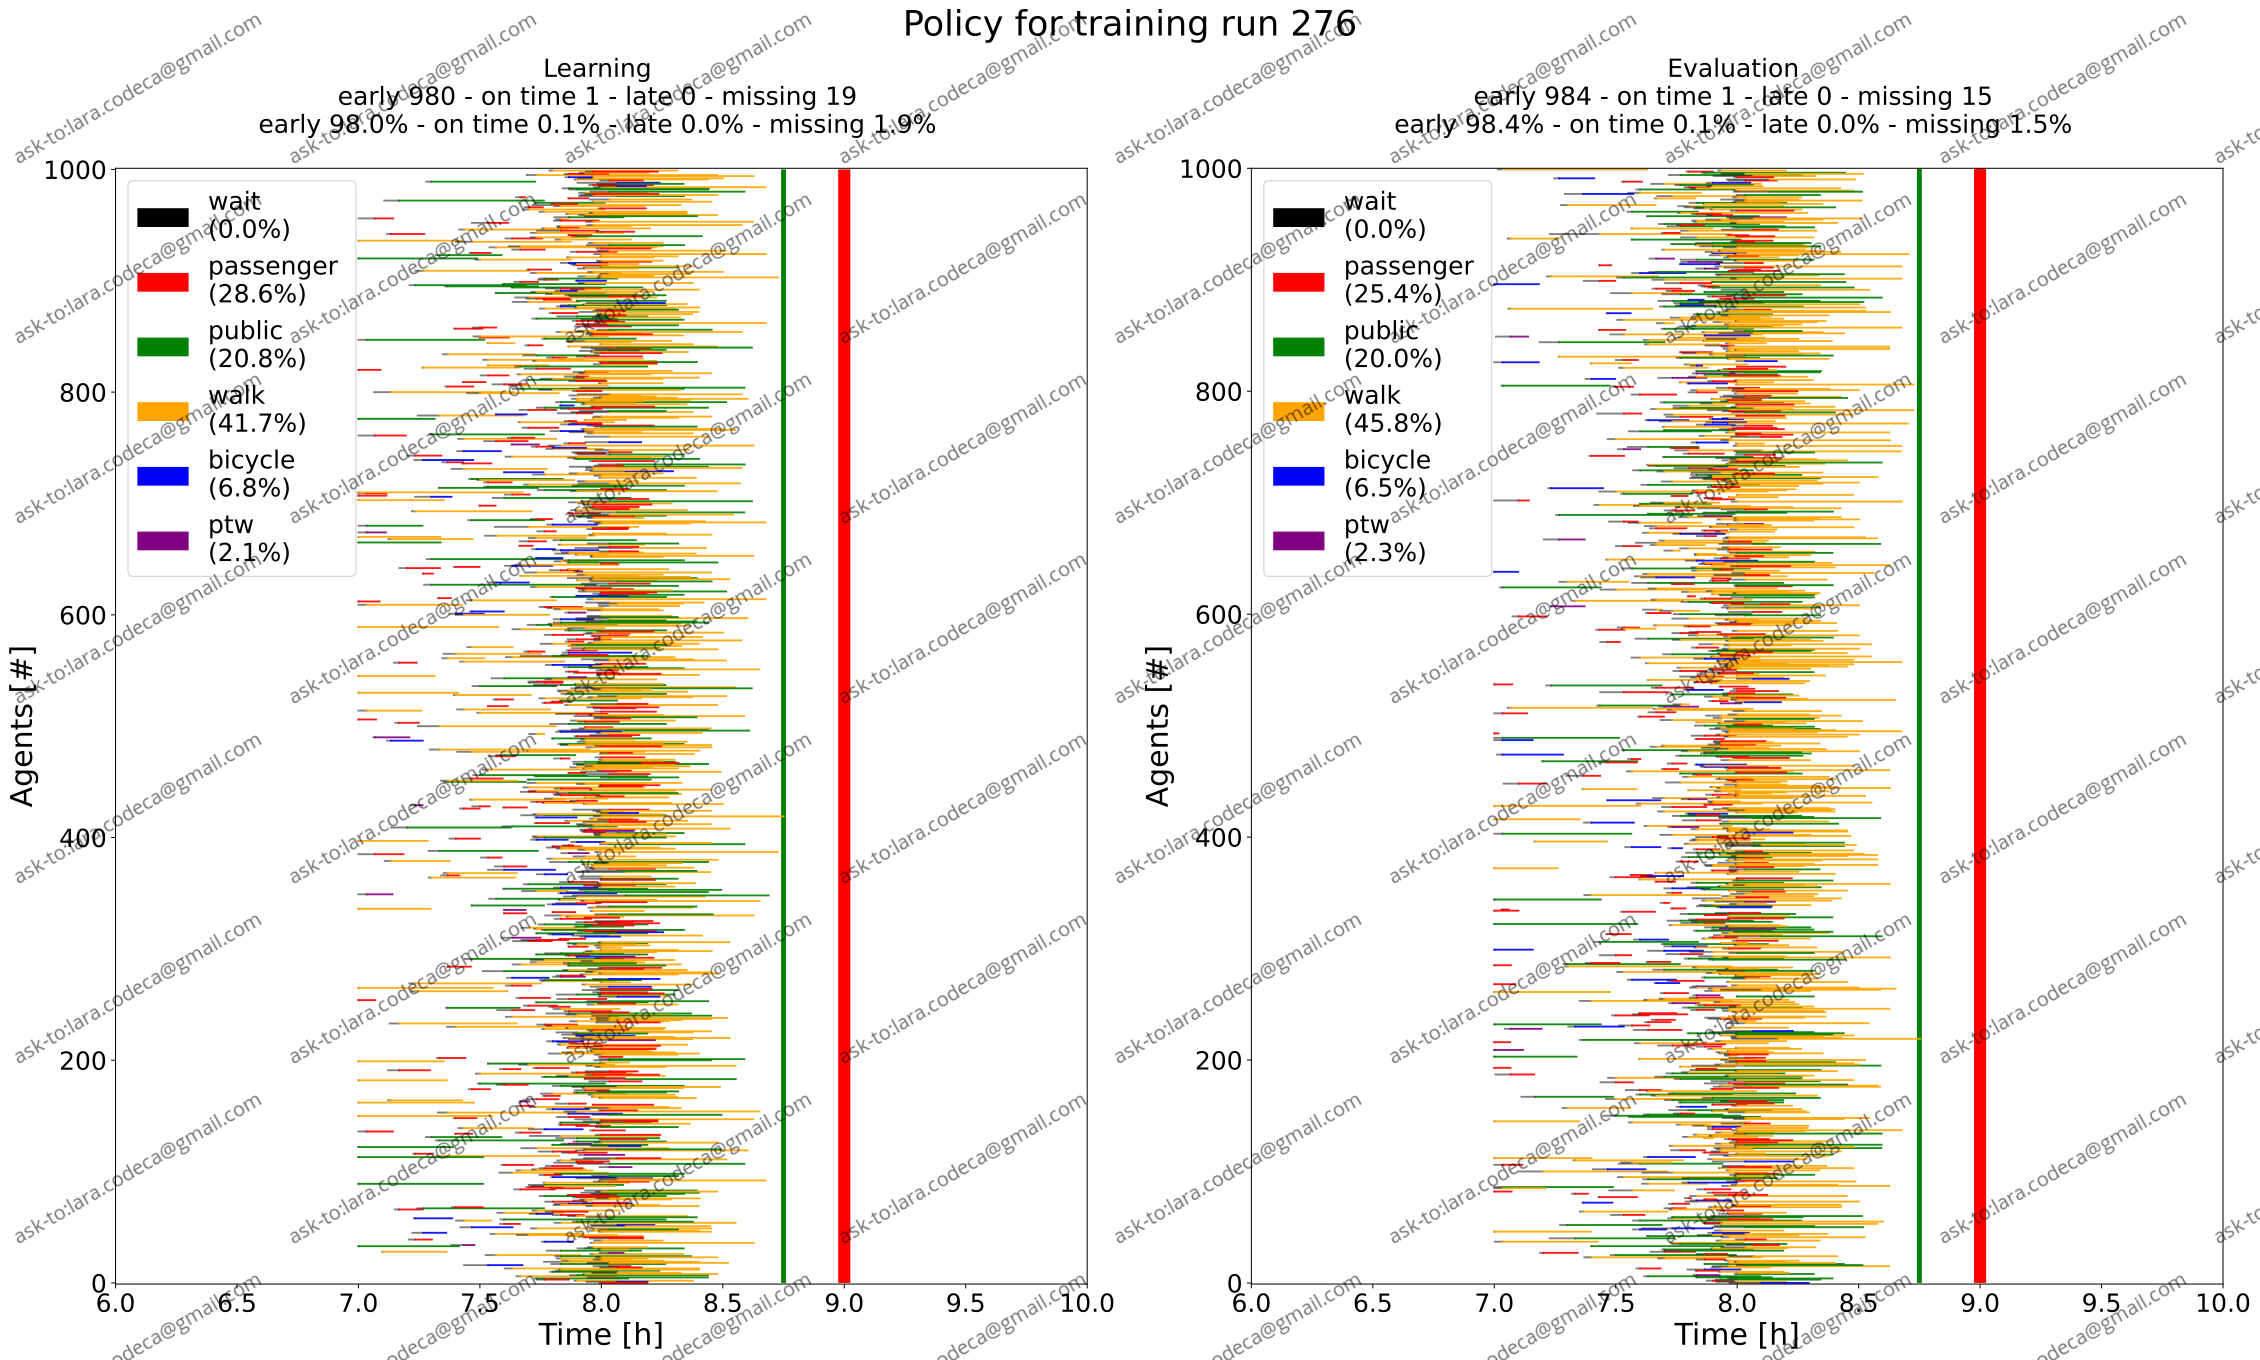 Policy for training run 276
Learning
early 980 - on time 1 - late 0 - missing 19
early 98.0% - on time 0.1% - late 0.0% - missing 1.9%
1000
800
600
400
200
0
Agents [#]
wait
(0.0%)
passenger
(28.6%)
public
(20.8%)
walk
(41.7%)
bicycle
(6.8%)
ptw
(2.1%)
6.0 6.5 7.0 7.5 8.0 8.5 9.0 9.5 10.0
Time [h]
Evaluation
early 984 - on time 1 - late 0 - missing 15
early 98.4% - on time 0.1% - late 0.0% - missing 1.5%
1000
800
600
400
200
0
Agents [#]
wait
(0.0%)
passenger
(25.4%)
public
(20.0%)
walk
(45.8%)
bicycle
(6.5%)
ptw
(2.3%)
6.0 6.5 7.0 7.5 8.0 8.5 9.0 9.5 10.0
Time [h]
ask-to:lara.codeca@gmail.com